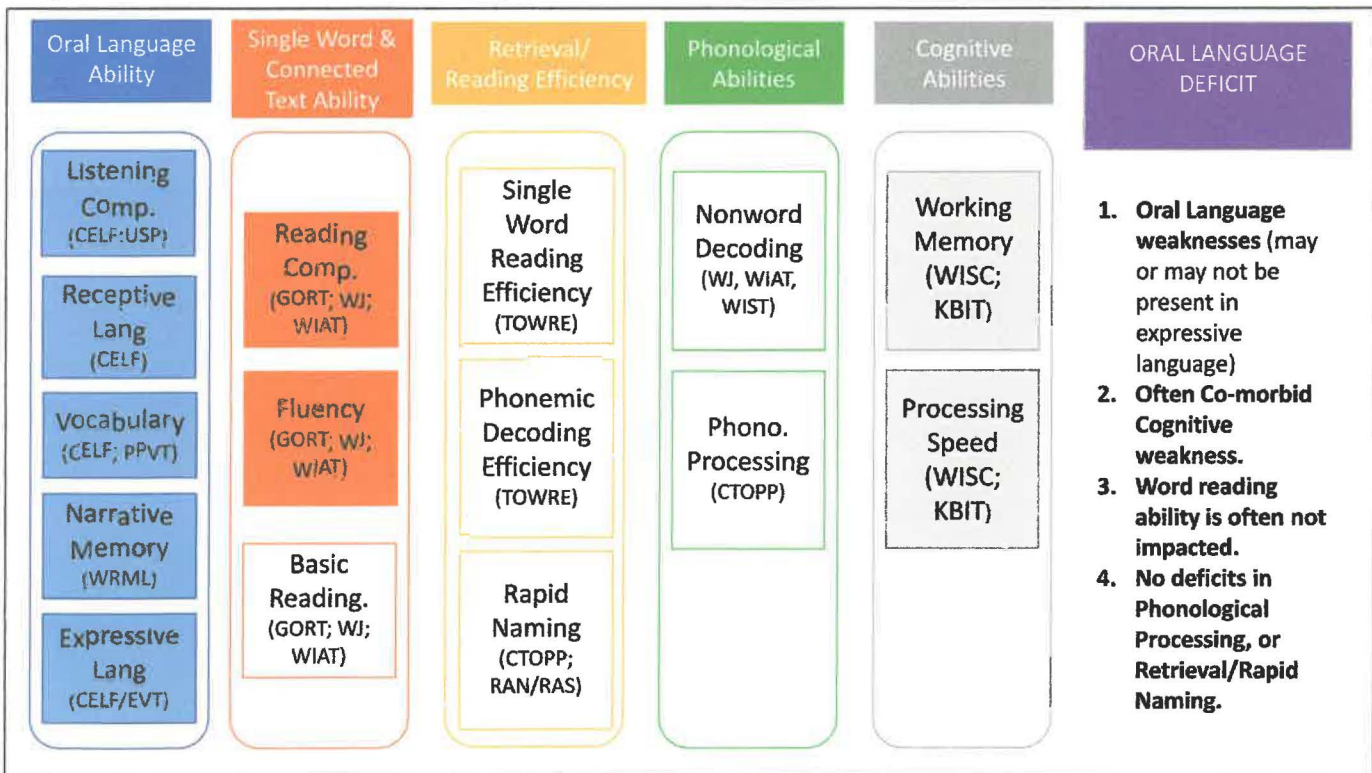 Oral Language
Ability
Single Word &
Connected
Text Ability
Retrieval/
Reading Efficiency
Phonological
Abilities
Cognitive
Abilities
ORAL LANGUAGE
DEFICIT
Listening
Comp.
(CELF:USP)
Receptive
Lang
(CELF)
Vocabulary
(CELF; PPVT)
Narrative
Memory
(WRML)
Expressive
Lang
(CELF/EVT)
Reading
Comp.
(GORT; WJ;
WIAT)
Fluency
(GORT; WJ;
WIAT)
Basic
Reading.
(GORT; WJ;
WIAT)
Single
Word
Reading
Efficiency
(TOWRE)
Phonemic
Decoding
Efficiency
(TOWRE)
Rapid
Naming
(CTOPP;
RAN/RAS)
Nonword
Decoding
(WJ, WIAT,
WIST)
Phono.
Processing
(CTOPP)
Working
Memory
(WISC;
KBIT)
Processing
Speed
(WISC;
KBIT)
1. Oral Language
weaknesses (may
or may not be
present in
expressive
language)
2. Often Co-morbid
Cognitive
weakness.
3. Word reading
ability is often not
impacted.
4. No deficits in
Phonological
Processing, or
Retrieval/Rapid
Naming.